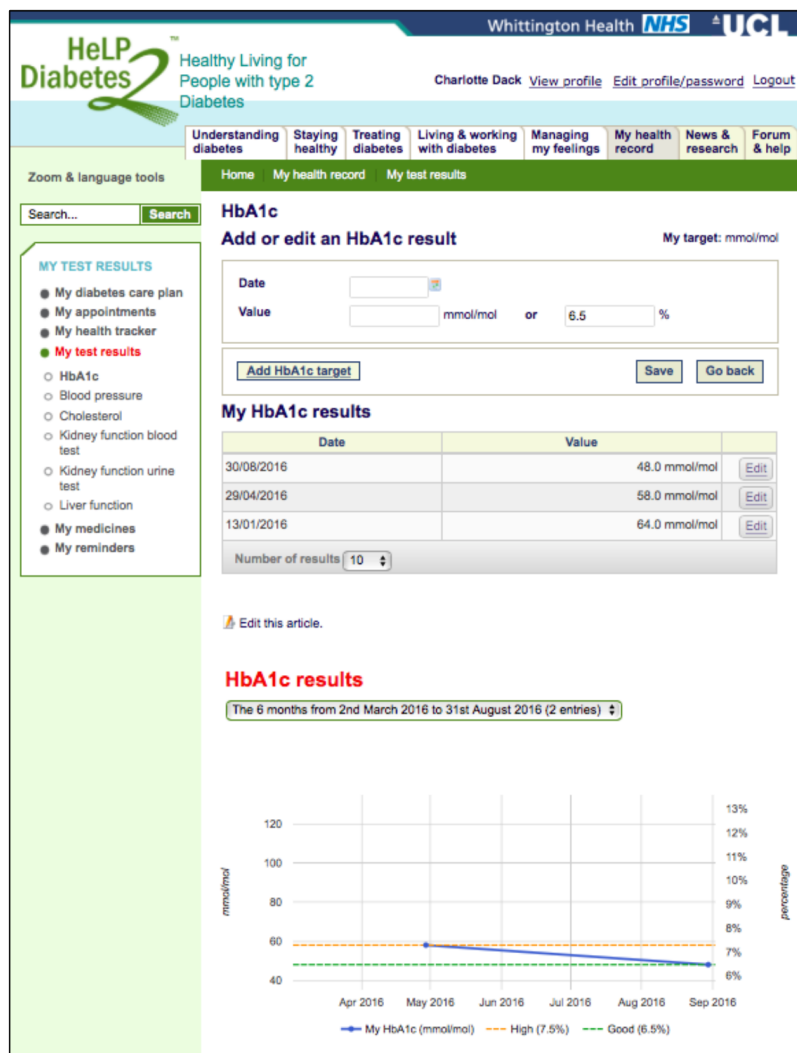 Whittington Health NHS UCL
HeLP
Diabetes
2
™
Healthy Living for
People with type 2
Diabetes
Charlotte Dack View profile Edit profile/password Logout
Understanding diabetes
Staying healthy
Treating diabetes
Living & working with diabetes
Managing my feelings
My health record
News & research
Forum & help
Zoom & language tools
Home My health record My test results
Search... Search
MY TEST RESULTS
My diabetes care plan
My appointments
My health tracker
My test results
HbA1c
Blood pressure
Cholesterol
Kidney function blood
test
Kidney function urine
test
Liver function
My medicines
My reminders
HbA1c
Add or edit an HbA1c result
My target: mmol/mol
Date
Value mmol/mol or 6.5 %
Add HbA1c target Save Go back
My HbA1c results
Date Value
30/08/2016 48.0 mmol/mol Edit
29/04/2016 58.0 mmol/mol Edit
13/01/2016 64.0 mmol/mol Edit
Number of results 10
Edit this article.
HbA1c results
The 6 months from 2nd March 2016 to 31st August 2016 (2 entries)
mmol/mol
120
100
80
60
40
13%
12%
11%
10%
9%
8%
7%
6%
percentage
Apr 2016 May 2016 Jun 2016 Jul 2016 Aug 2016 Sep 2016
My HbA1c (mmol/mol) High (7.5%) Good (6.5%)